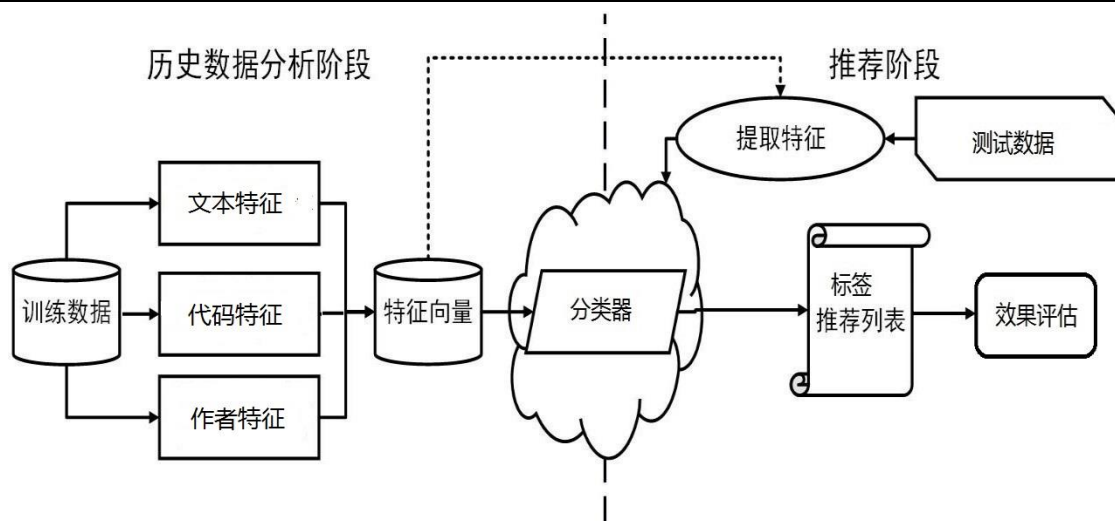 历史数据分析阶段
推荐阶段
提取特征
测试数据
文本特征
训练数据
代码特征
特征向量
分类器
标签
推荐列表
效果评估
作者特征